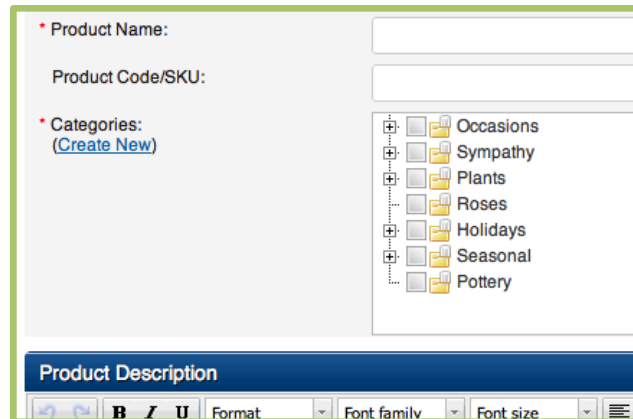 * Product Name:
Product Code/SKU:
* Categories:
(Create New)
Occasions
Sympathy
Plants
Roses
Holidays
Seasonal
Pottery
Product Description
B I U Format Font family Font size